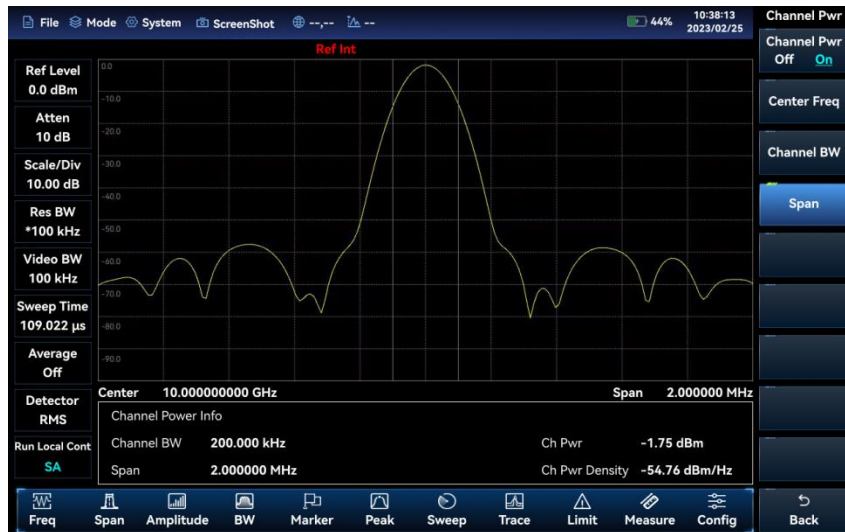 File Mode System ScreenShot --,-- -- 44% 10:38:13 2023/02/25
Channel Pwr
Ref Int
Channel Pwr
Off On
Ref Level
0.0 dBm
Atten
10 dB
Scale/Div
10.00 dB
Res BW
*100 kHz
Video BW
100 kHz
Sweep Time
109.022 µs
Average
Off
Detector
RMS
Run Local Cont
SA
0.0
-10.0
-20.0
-30.0
-40.0
-50.0
-60.0
-70.0
-80.0
-90.0
Center 10.000000000 GHz Span 2.000000 MHz
Channel Power Info
Channel BW 200.000 kHz Ch Pwr -1.75 dBm
Span 2.000000 MHz Ch Pwr Density -54.76 dBm/Hz
Center Freq
Channel BW
Span
Freq Span Amplitude BW Marker Peak Sweep Trace Limit Measure Config Back